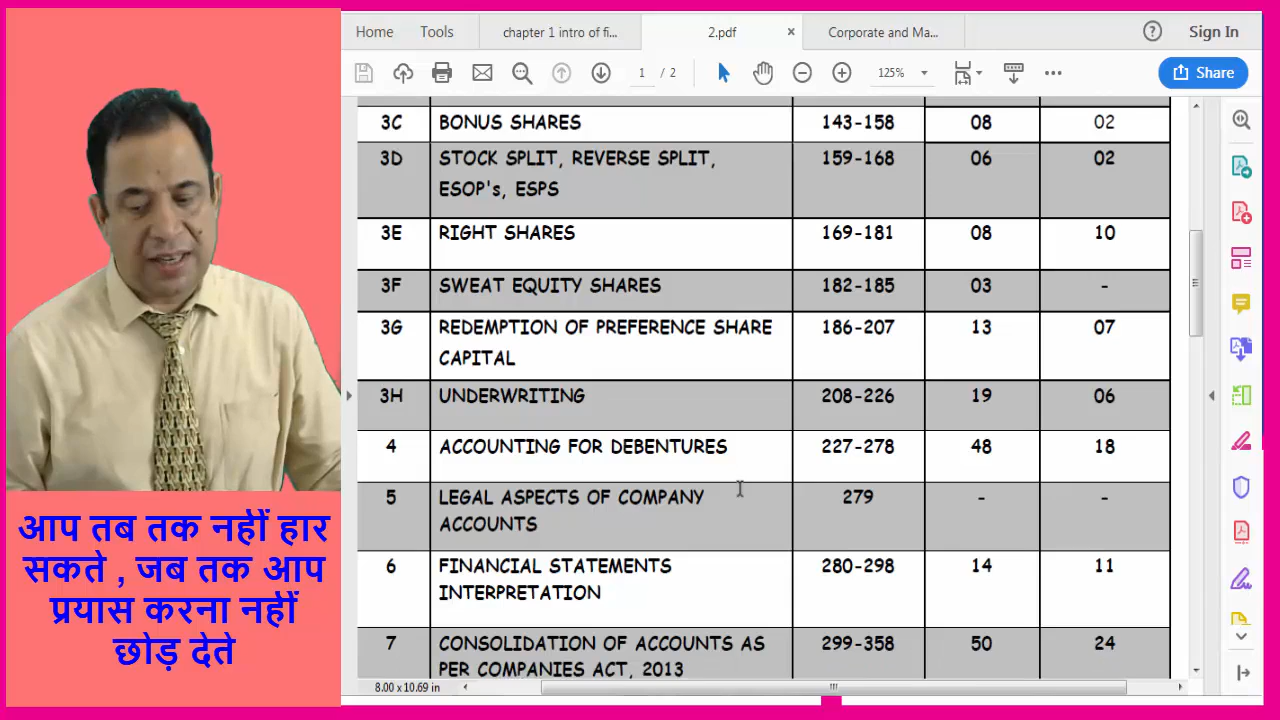 Home Tools chapter 1 intro of fi... 2.pdf × Corporate and Ma... ? Sign In
1 / 2 125% Share
3C BONUS SHARES 143-158 08 02
3D STOCK SPLIT, REVERSE SPLIT, 159-168 06 02
ESOP's, ESPS
3E RIGHT SHARES 169-181 08 10
3F SWEAT EQUITY SHARES 182-185 03 -
3G REDEMPTION OF PREFERENCE SHARE 186-207 13 07
CAPITAL
3H UNDERWRITING 208-226 19 06
4 ACCOUNTING FOR DEBENTURES 227-278 48 18
5 LEGAL ASPECTS OF COMPANY 279 - -
ACCOUNTS
6 FINANCIAL STATEMENTS 280-298 14 11
INTERPRETATION
7 CONSOLIDATION OF ACCOUNTS AS 299-358 50 24
PER COMPANIES ACT, 2013
8.00 x 10.69 in
आप तब तक नहीं हार
सकते , जब तक आप
प्रयास करना नहीं
छोड़ देते